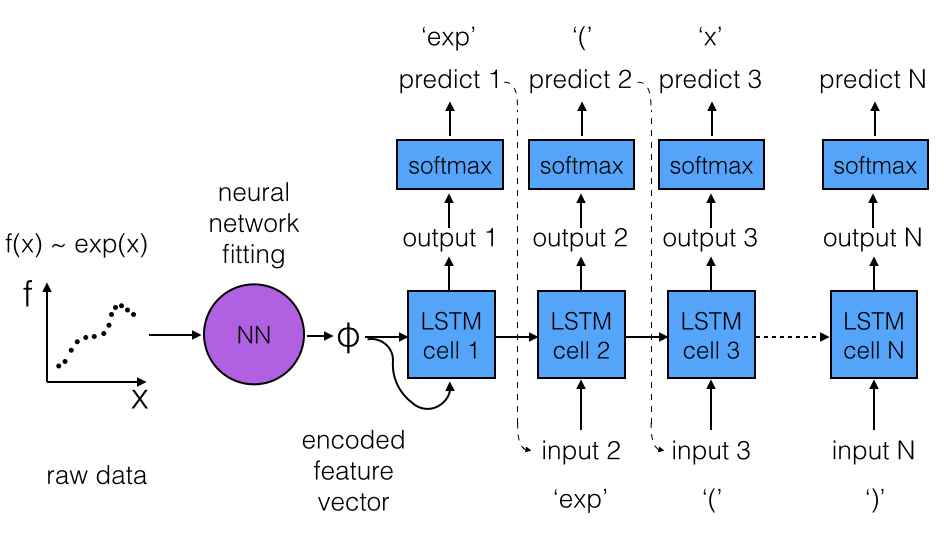 ‘exp’ ‘(’ ‘x’
predict 1 predict 2 predict 3 predict N
softmax softmax softmax softmax
neural
network
fitting
f(x) ~ exp(x)
output 1 output 2 output 3 output N
f
NN
ϕ
LSTM
cell 1
LSTM
cell 2
LSTM
cell 3
LSTM
cell N
X
encoded
feature
vector
raw data
input 2 input 3 input N
‘exp’ ‘(’ ‘)’